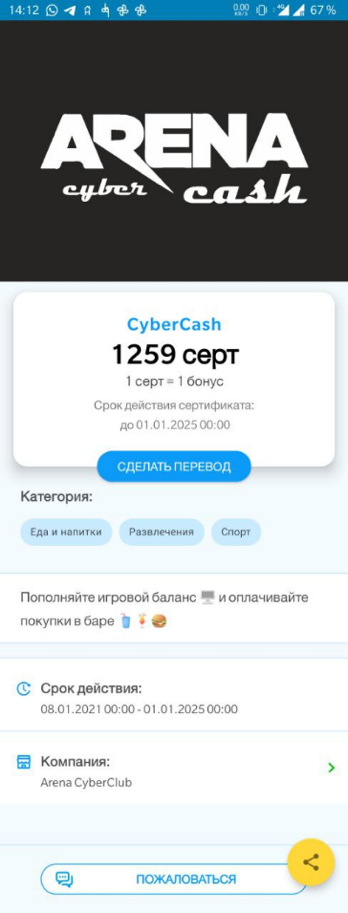 14:12 0.00 KB/S 4G 67 %
ARENA
cyber cash
CyberCash
1259 серт
1 серт = 1 бонус
Срок действия сертификата:
до 01.01.2025 00:00
СДЕЛАТЬ ПЕРЕВОД
Категория:
Еда и напитки Развлечения Спорт
Пополняйте игровой баланс 🖥️ и оплачивайте
покупки в баре 🥤 🍹 🍔
Срок действия:
08.01.2021 00:00 - 01.01.2025 00:00
Компания:
Arena CyberClub
ПОЖАЛОВАТЬСЯ